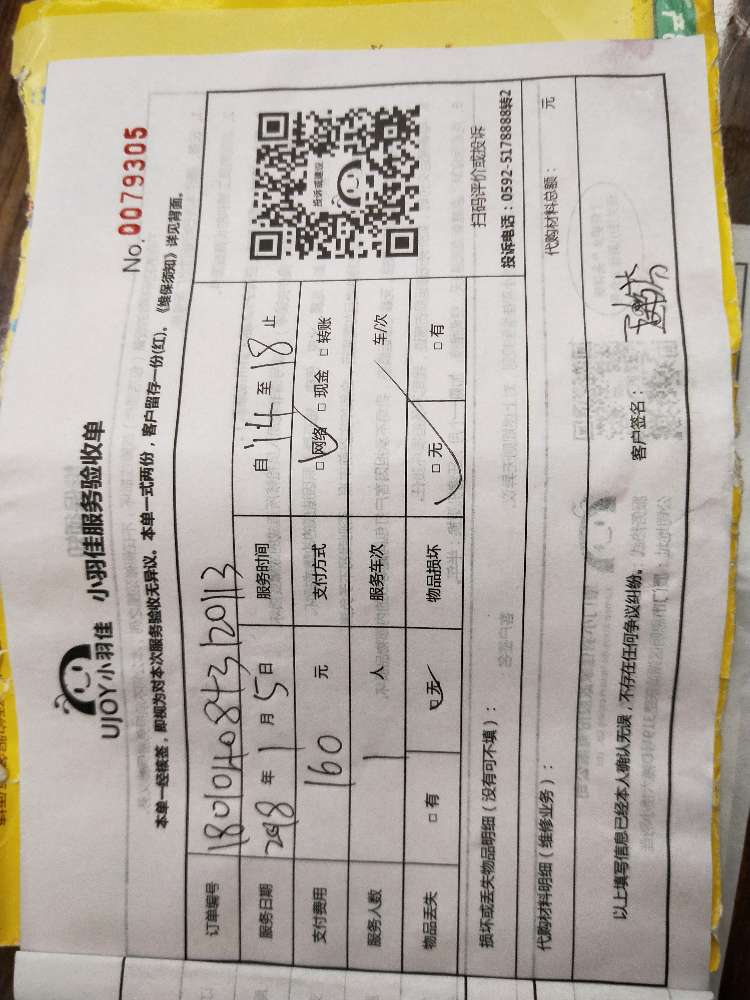 No. 0079305
UJOY小羽佳 小羽佳服务验收单
本单一经核签，即视为对本次服务验收无异议。本单一式两份，客户留存一份(红)。《维保须知》详见背面。
订单编号
服务日期 2018 年 1 月 5 日 服务时间 自 14 至 18 止
支付费用 160 元 支付方式 □ 网络 □ 现金 □ 转账
服务人数 1 人 服务车次 车/次
物品丢失 □ 有 □ 无 物品损坏 □ 无 □ 有
投诉或建议
扫码评价或投诉
投诉电话：0592-5178888转2
损坏或丢失物品明细（没有可不填）：
代购材料明细（维修业务）： 代购材料总额： 元
以上填写信息已经本人确认无误，不存在任何争议纠纷。 客户签名：